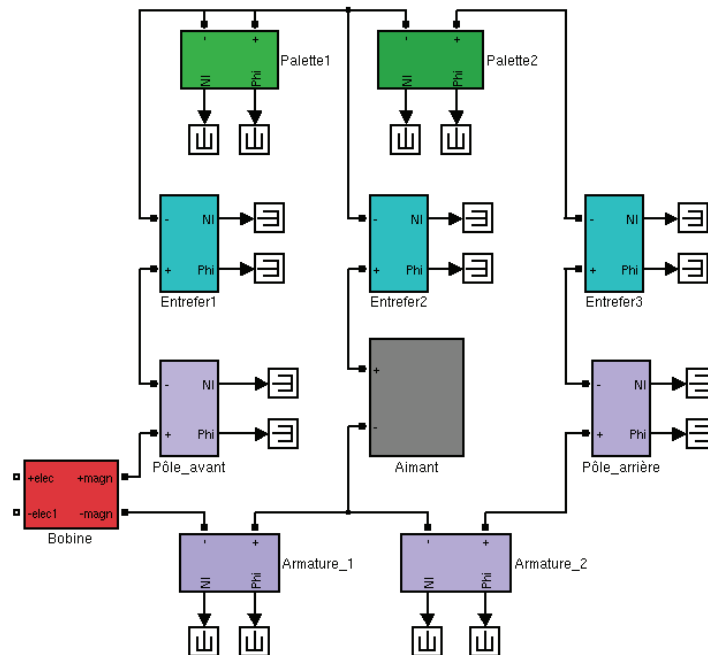 - +
Palette1
NI Phi
- +
Palette2
NI Phi
- NI
+ Phi
Entrefer1
- NI
+ Phi
Entrefer2
- NI
+ Phi
Entrefer3
- NI
+ Phi
Pôle_avant
+
-
Aimant
- NI
+ Phi
Pôle_arrière
+elec +magn
-elec1 -magn
Bobine
- +
Armature_1
NI Phi
- +
Armature_2
NI Phi